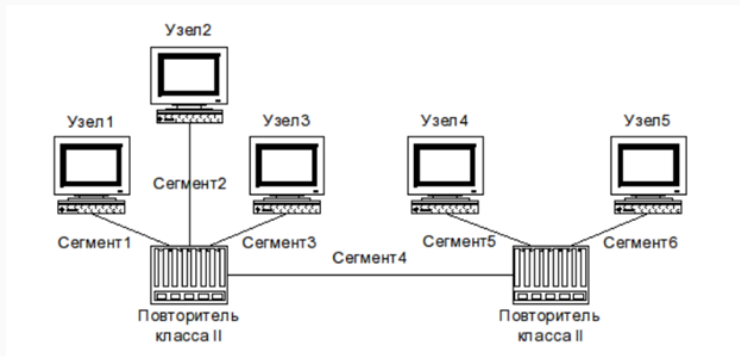 Узел2
Узел1
Узел3
Узел4
Узел5
Сегмент2
Сегмент1
Сегмент3
Сегмент4
Сегмент5
Сегмент6
Повторитель
класса II
Повторитель
класса II